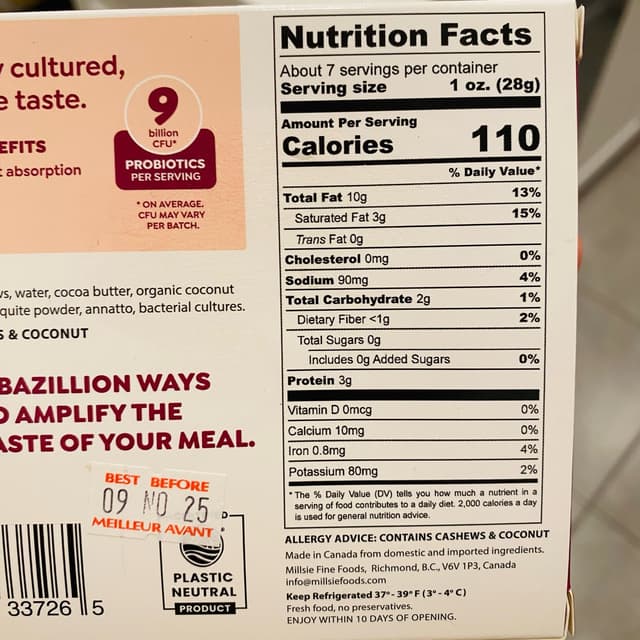 cultured,
taste.
9
billion
CFU*
PROBIOTICS
PER SERVING
absorption
* ON AVERAGE.
CFU MAY VARY
PER BATCH.
water, cocoa butter, organic coconut
powder, annatto, bacterial cultures.
& COCONUT
BAZILLION WAYS
AMPLIFY THE
OF YOUR MEAL.
BEST BEFORE
09 NO 25
MEILLEUR AVANT
PLASTIC
NEUTRAL
PRODUCT
33726 5
Nutrition Facts
About 7 servings per container
Serving size 1 oz. (28g)
Amount Per Serving
Calories 110
% Daily Value*
Total Fat 10g 13%
Saturated Fat 3g 15%
Trans Fat 0g
Cholesterol 0mg 0%
Sodium 90mg 4%
Total Carbohydrate 2g 1%
Dietary Fiber <1g 2%
Total Sugars 0g
Includes 0g Added Sugars 0%
Protein 3g
Vitamin D 0mcg 0%
Calcium 10mg 0%
Iron 0.8mg 4%
Potassium 80mg 2%
* The % Daily Value (DV) tells you how much a nutrient in a
serving of food contributes to a daily diet. 2,000 calories a day
is used for general nutrition advice.
ALLERGY ADVICE: CONTAINS CASHEWS & COCONUT
Made in Canada from domestic and imported ingredients.
Millsie Fine Foods, Richmond, B.C., V6V 1P3, Canada
info@millsiefoods.com
Keep Refrigerated 37°- 39°F (3°- 4°C)
Fresh food, no preservatives.
ENJOY WITHIN 10 DAYS OF OPENING.